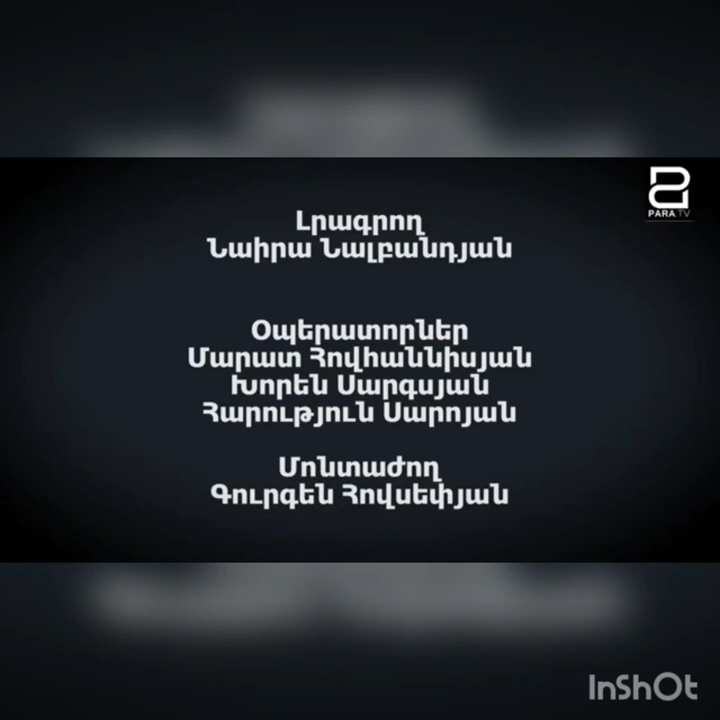 PARA.TV
Լրագրող
Նաիրա Նալբանդյան
Օպերատորներ
Մարատ Հովհաննիսյան
Խորեն Սարգսյան
Հարություն Սարոյան
Մոնտաժող
Գուրգեն Հովսեփյան
InShOt